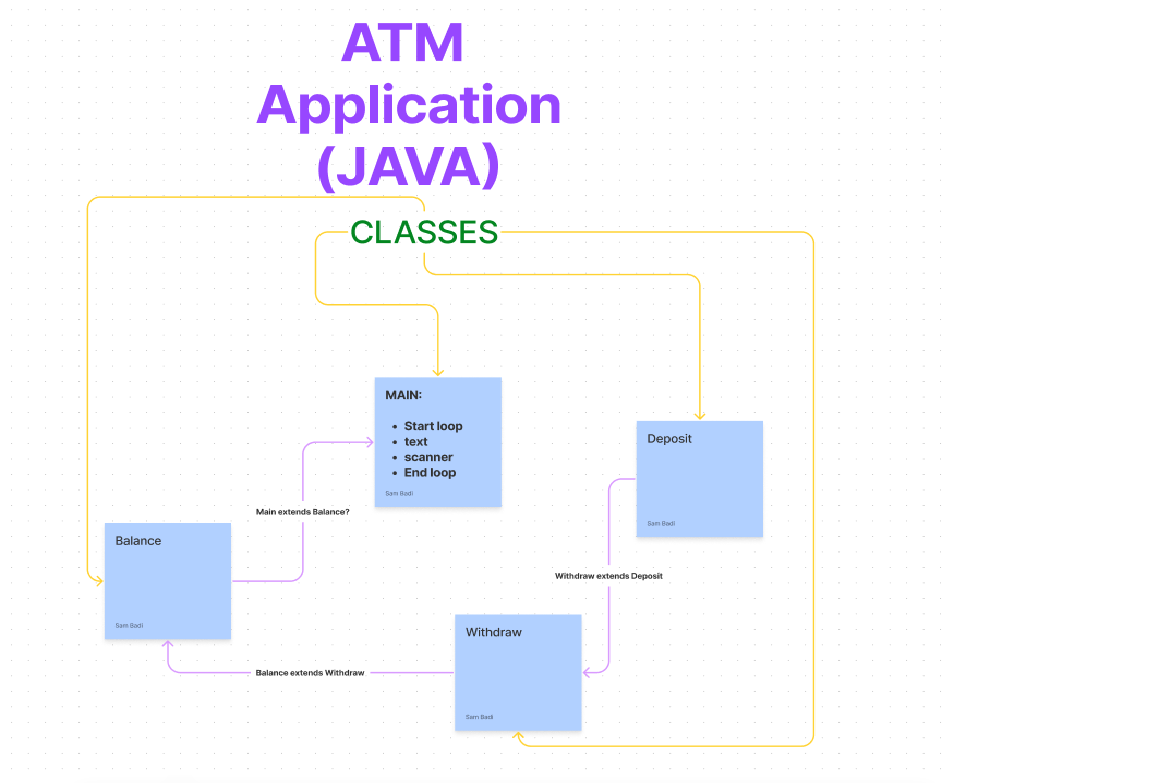 ATM
Application
(JAVA)
CLASSES
MAIN:
• Start loop
• text
• scanner
• End loop
Sam Badi
Deposit
Sam Badi
Main extends Balance?
Balance
Sam Badi
Withdraw extends Deposit
Withdraw
Sam Badi
Balance extends Withdraw